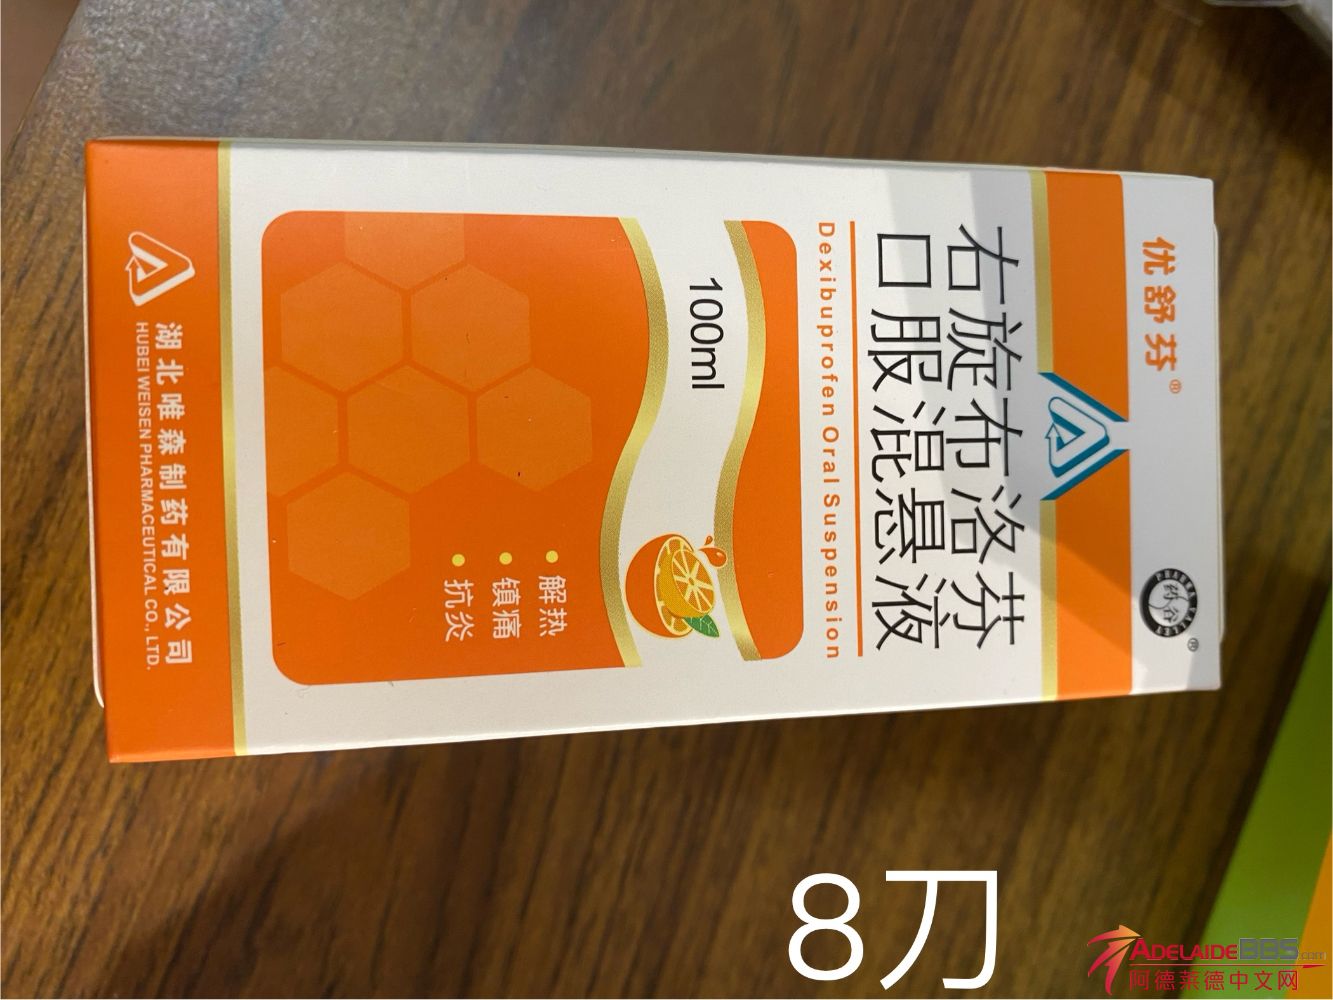 优舒芬®
药谷
®
右旋布洛芬
口服混悬液
Dexibuprofen Oral Suspension
100ml
解热
镇痛
抗炎
湖北唯森制药有限公司
HUBEI WEISEN PHARMACEUTICAL CO., LTD.
8刀
ADELAIDEBBS.com
阿德莱德中文网